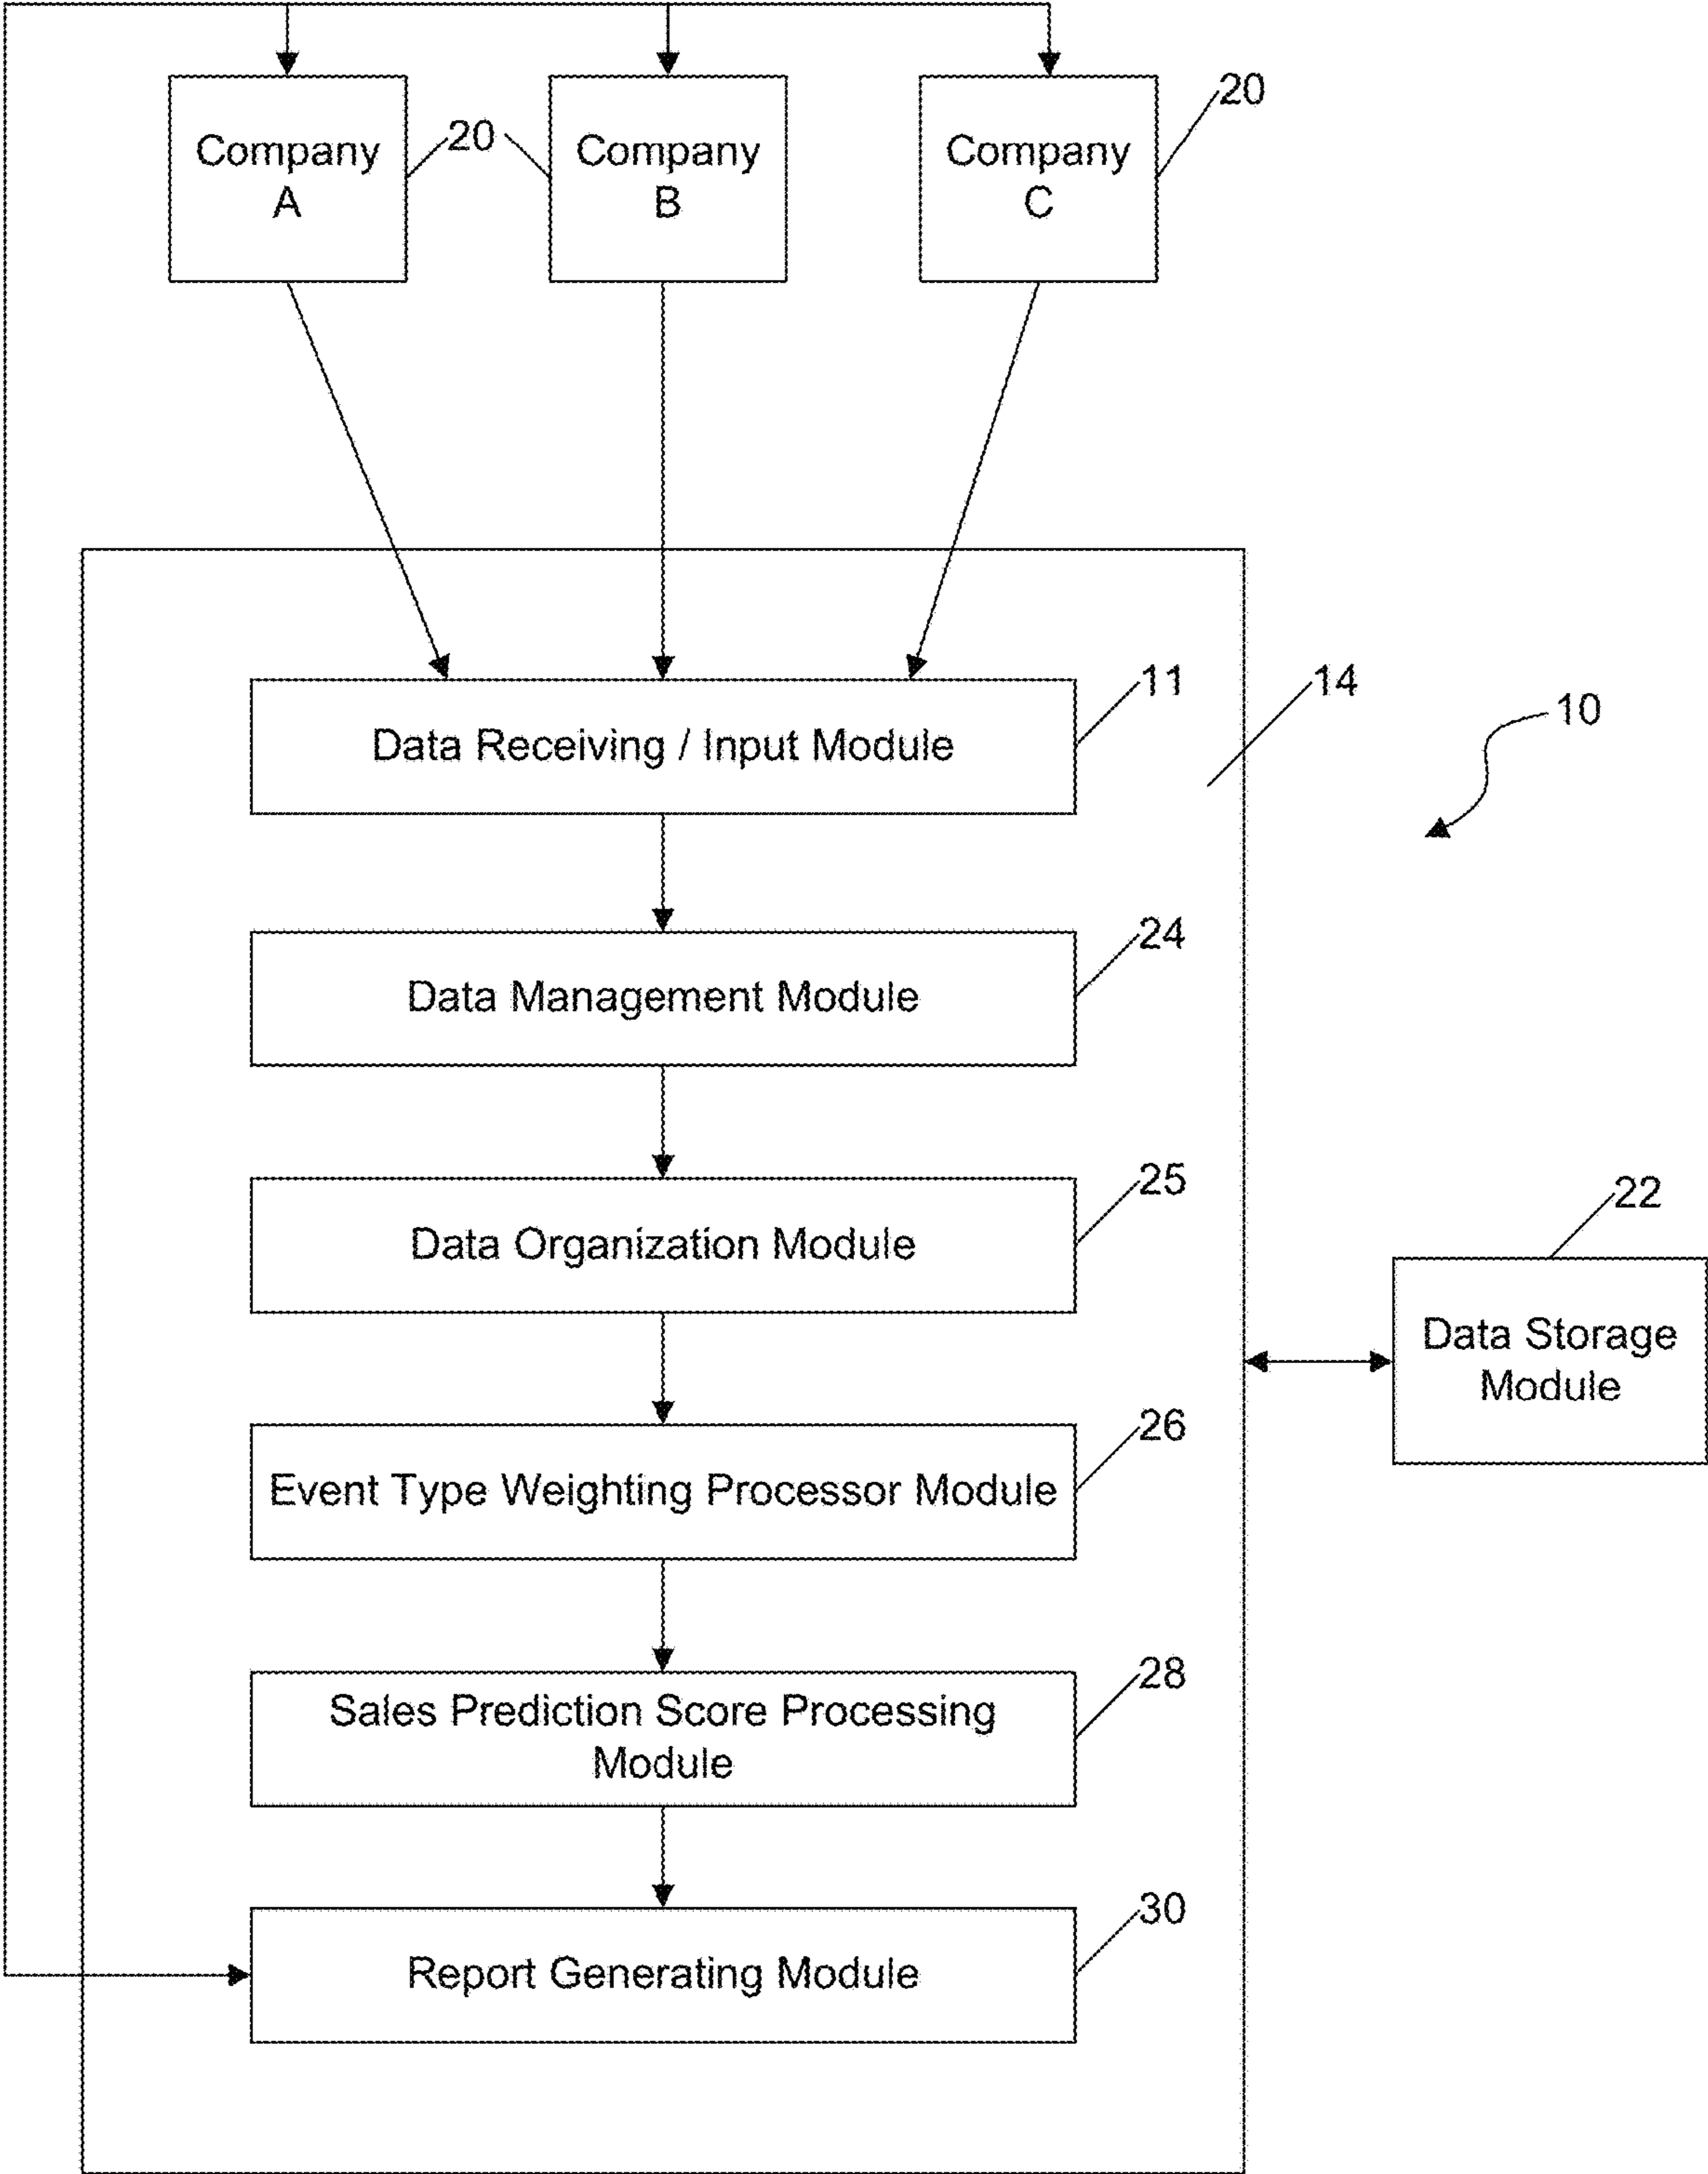 Company
A
20
Company
B
Company
C
20
Data Receiving / Input Module
11
14
10
Data Management Module
24
Data Organization Module
25
22
Data Storage
Module
Event Type Weighting Processor Module
26
Sales Prediction Score Processing
Module
28
Report Generating Module
30